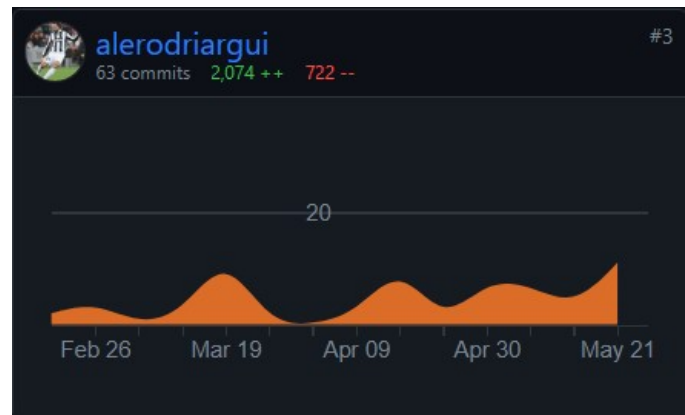 alerodriargui #3
63 commits 2,074 ++ 722 --
20
Feb 26 Mar 19 Apr 09 Apr 30 May 21